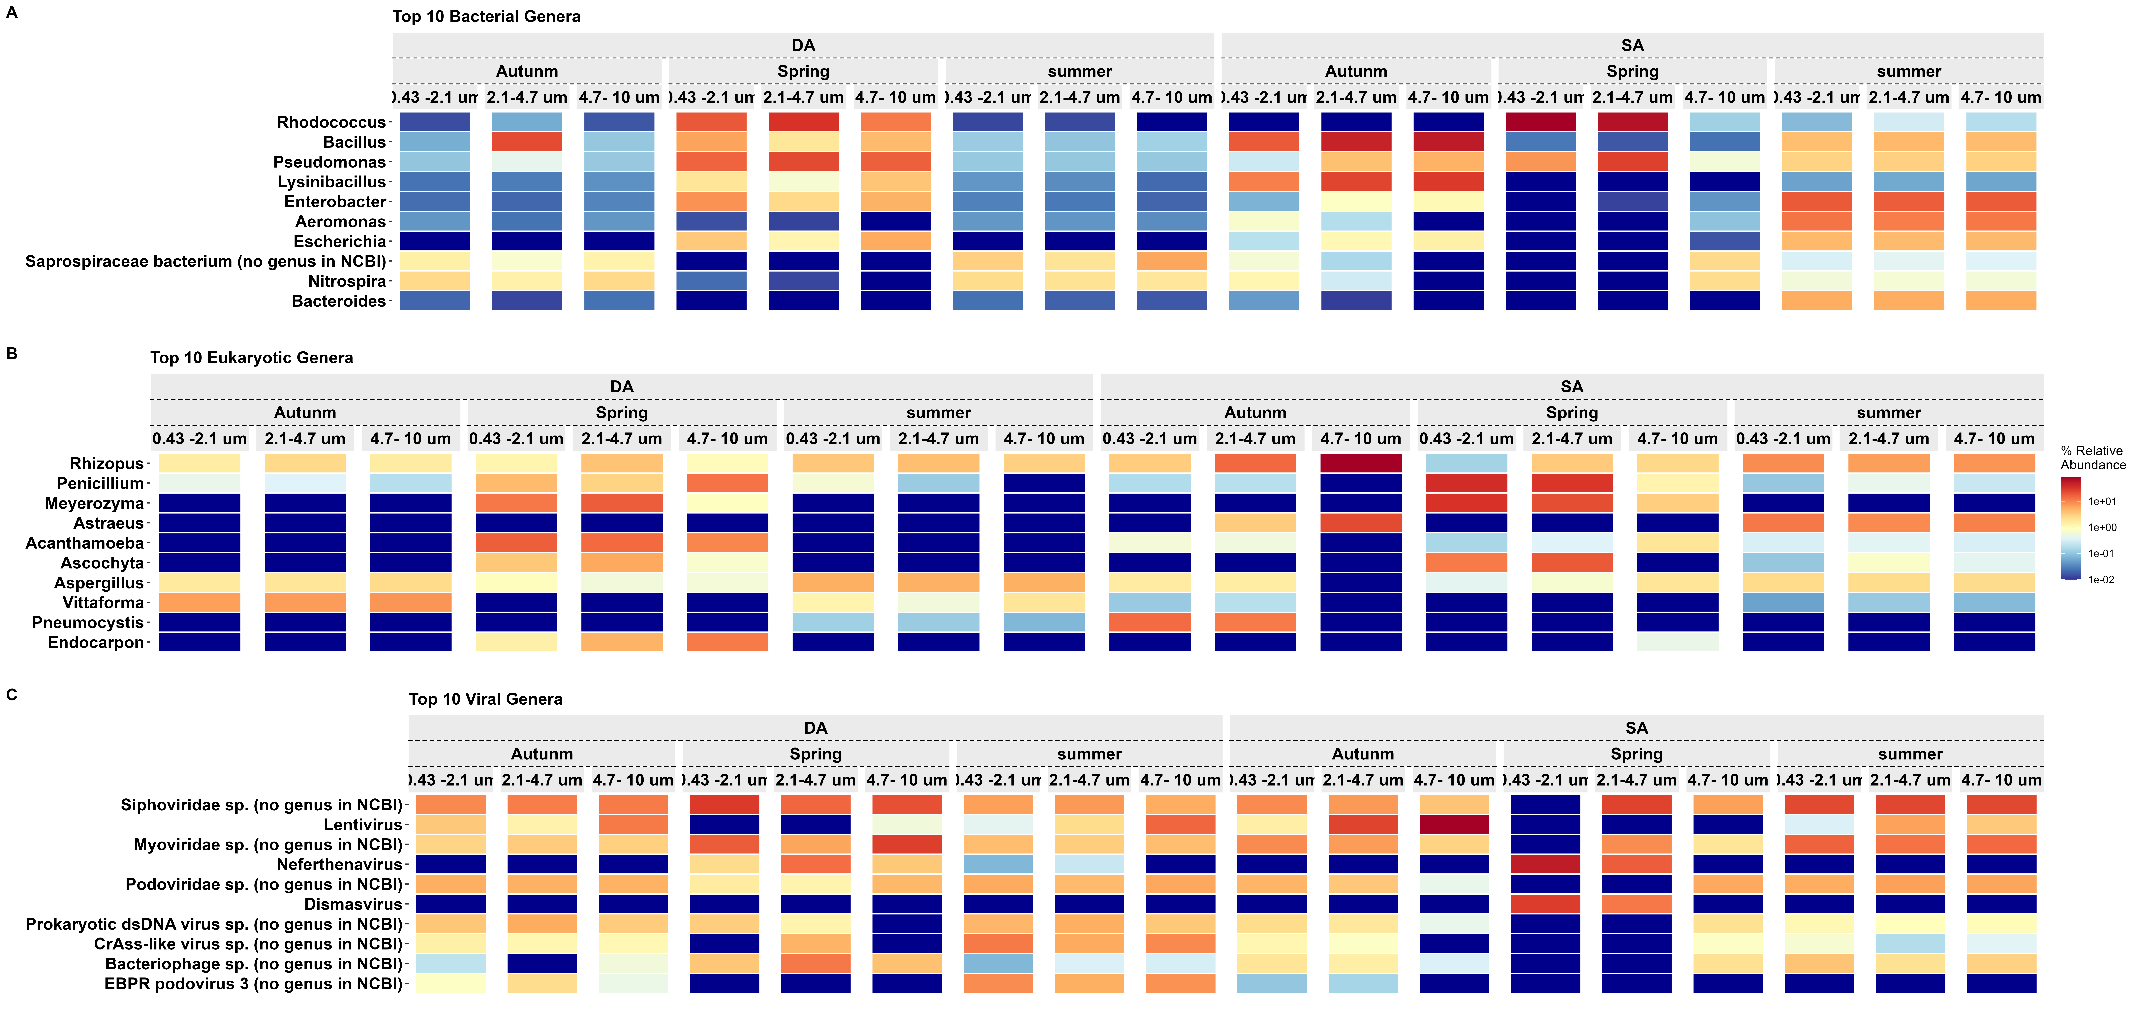 A
Top 10 Bacterial Genera
DA SA
Autunm Spring summer Autunm Spring summer
0.43 -2.1 um 2.1-4.7 um 4.7- 10 um 0.43 -2.1 um 2.1-4.7 um 4.7- 10 um 0.43 -2.1 um 2.1-4.7 um 4.7- 10 um 0.43 -2.1 um 2.1-4.7 um 4.7- 10 um 0.43 -2.1 um 2.1-4.7 um 4.7- 10 um 0.43 -2.1 um 2.1-4.7 um 4.7- 10 um
Rhodococcus
Bacillus
Pseudomonas
Lysinibacillus
Enterobacter
Aeromonas
Escherichia
Saprospiraceae bacterium (no genus in NCBI)
Nitrospira
Bacteroides
B
Top 10 Eukaryotic Genera
DA SA
Autunm Spring summer Autunm Spring summer
0.43 -2.1 um 2.1-4.7 um 4.7- 10 um 0.43 -2.1 um 2.1-4.7 um 4.7- 10 um 0.43 -2.1 um 2.1-4.7 um 4.7- 10 um 0.43 -2.1 um 2.1-4.7 um 4.7- 10 um 0.43 -2.1 um 2.1-4.7 um 4.7- 10 um 0.43 -2.1 um 2.1-4.7 um 4.7- 10 um
Rhizopus
Penicillium
Meyerozyma
Astraeus
Acanthamoeba
Ascochyta
Aspergillus
Vittaforma
Pneumocystis
Endocarpon
% Relative
Abundance
1e+01
1e+00
1e-01
1e-02
C
Top 10 Viral Genera
DA SA
Autunm Spring summer Autunm Spring summer
0.43 -2.1 um 2.1-4.7 um 4.7- 10 um 0.43 -2.1 um 2.1-4.7 um 4.7- 10 um 0.43 -2.1 um 2.1-4.7 um 4.7- 10 um 0.43 -2.1 um 2.1-4.7 um 4.7- 10 um 0.43 -2.1 um 2.1-4.7 um 4.7- 10 um 0.43 -2.1 um 2.1-4.7 um 4.7- 10 um
Siphoviridae sp. (no genus in NCBI)
Lentivirus
Myoviridae sp. (no genus in NCBI)
Neferthenavirus
Podoviridae sp. (no genus in NCBI)
Dismasvirus
Prokaryotic dsDNA virus sp. (no genus in NCBI)
CrAss-like virus sp. (no genus in NCBI)
Bacteriophage sp. (no genus in NCBI)
EBPR podovirus 3 (no genus in NCBI)